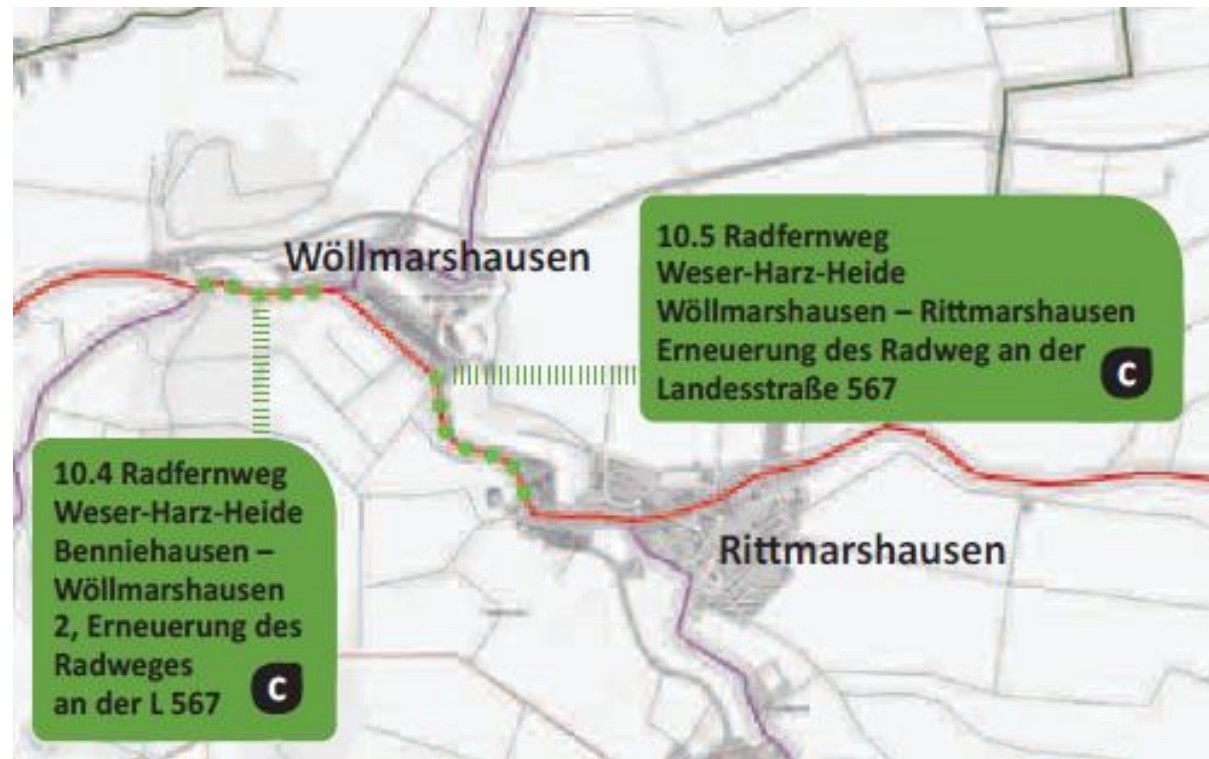 Wöllmarshausen
10.5 Radfernweg
Weser-Harz-Heide
Wöllmarshausen – Rittmarshausen
Erneuerung des Radweg an der
Landesstraße 567
C
10.4 Radfernweg
Weser-Harz-Heide
Benniehausen –
Wöllmarshausen
2, Erneuerung des
Radweges
an der L 567
C
Rittmarshausen